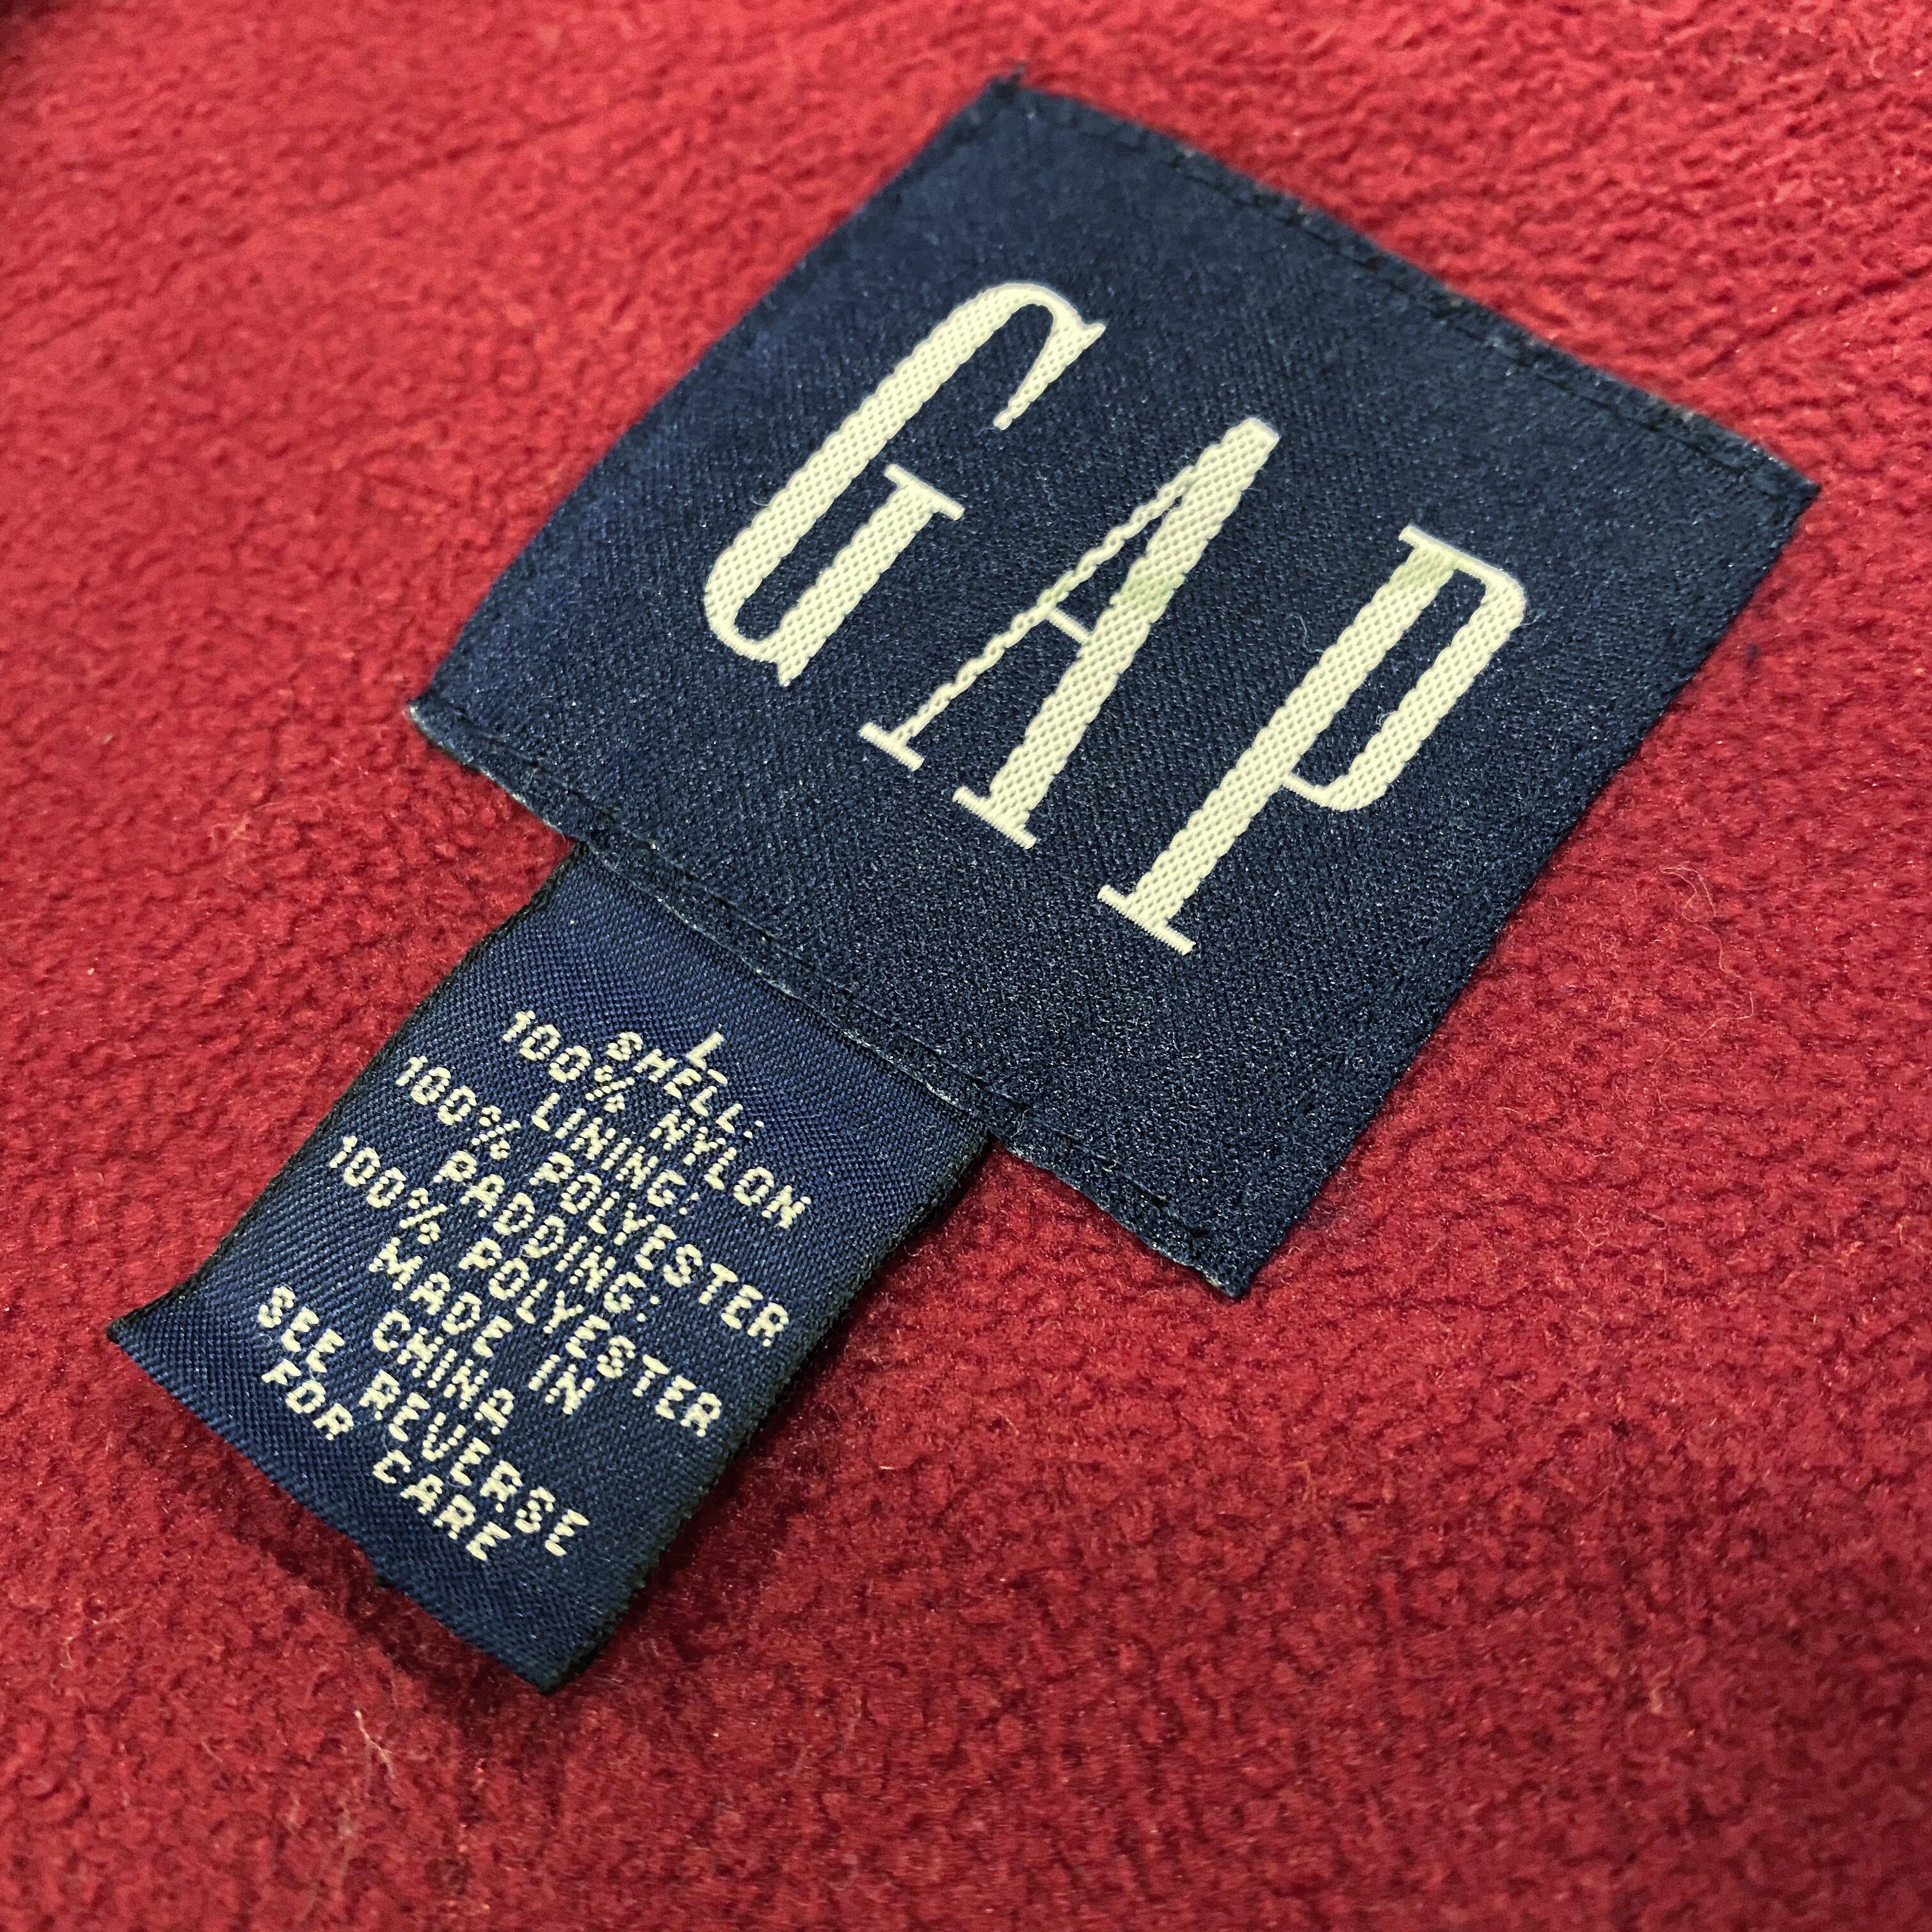 GAP
L
SHELL:
100% NYLON
LINING:
100% POLYESTER
PADDING:
100% POLYESTER
MADE IN
CHINA
SEE REVERSE
FOR CARE